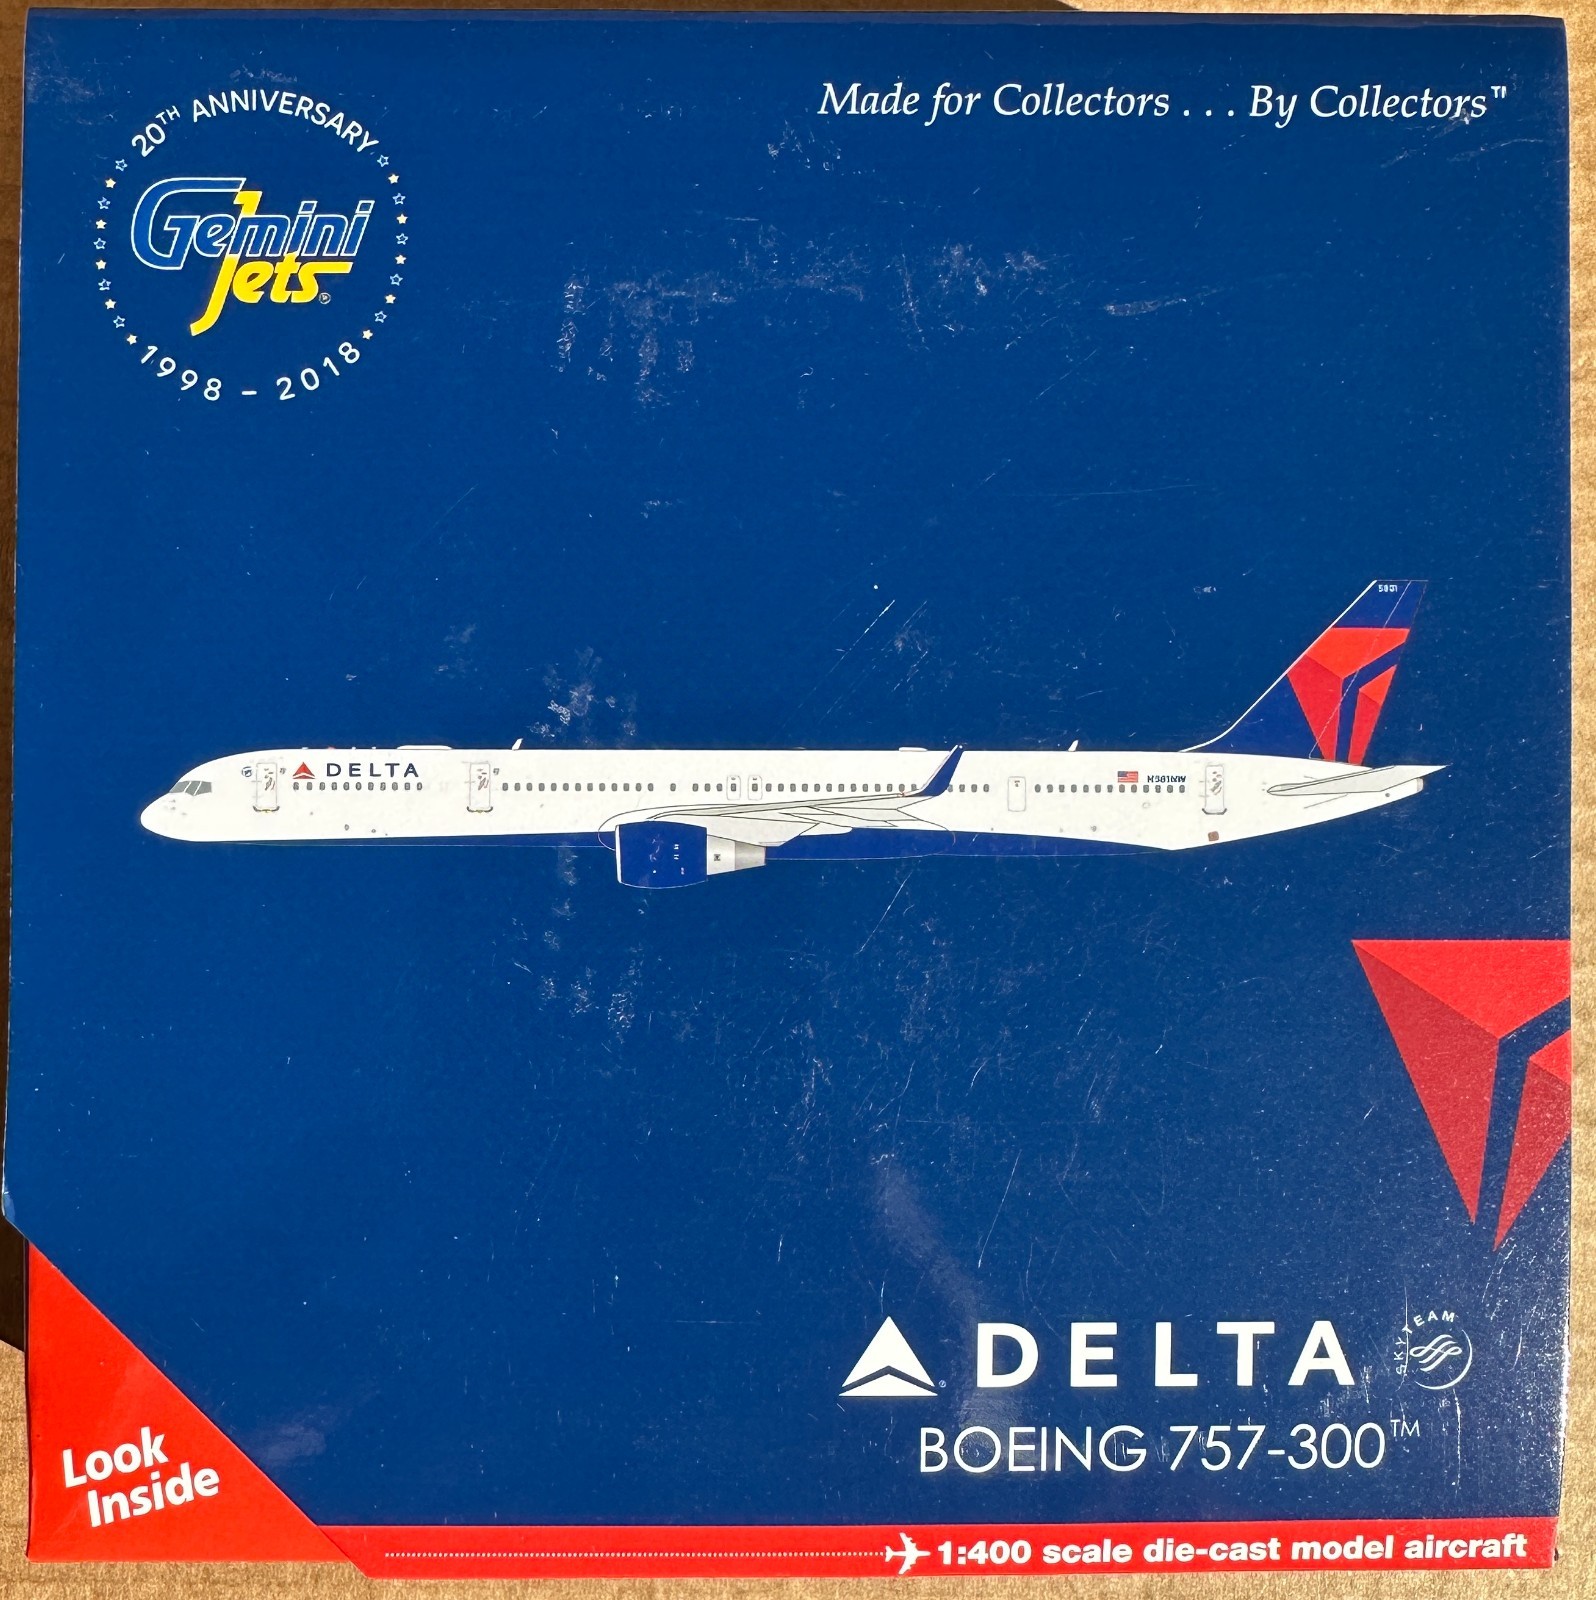 20TH ANNIVERSARY
Gemini
Jets®
1998 - 2018
Made for Collectors . . . By Collectors™
5801
DELTA
DELTA
SKYTEAM
BOEING 757-300™
Look
Inside
1:400 scale die-cast model aircraft